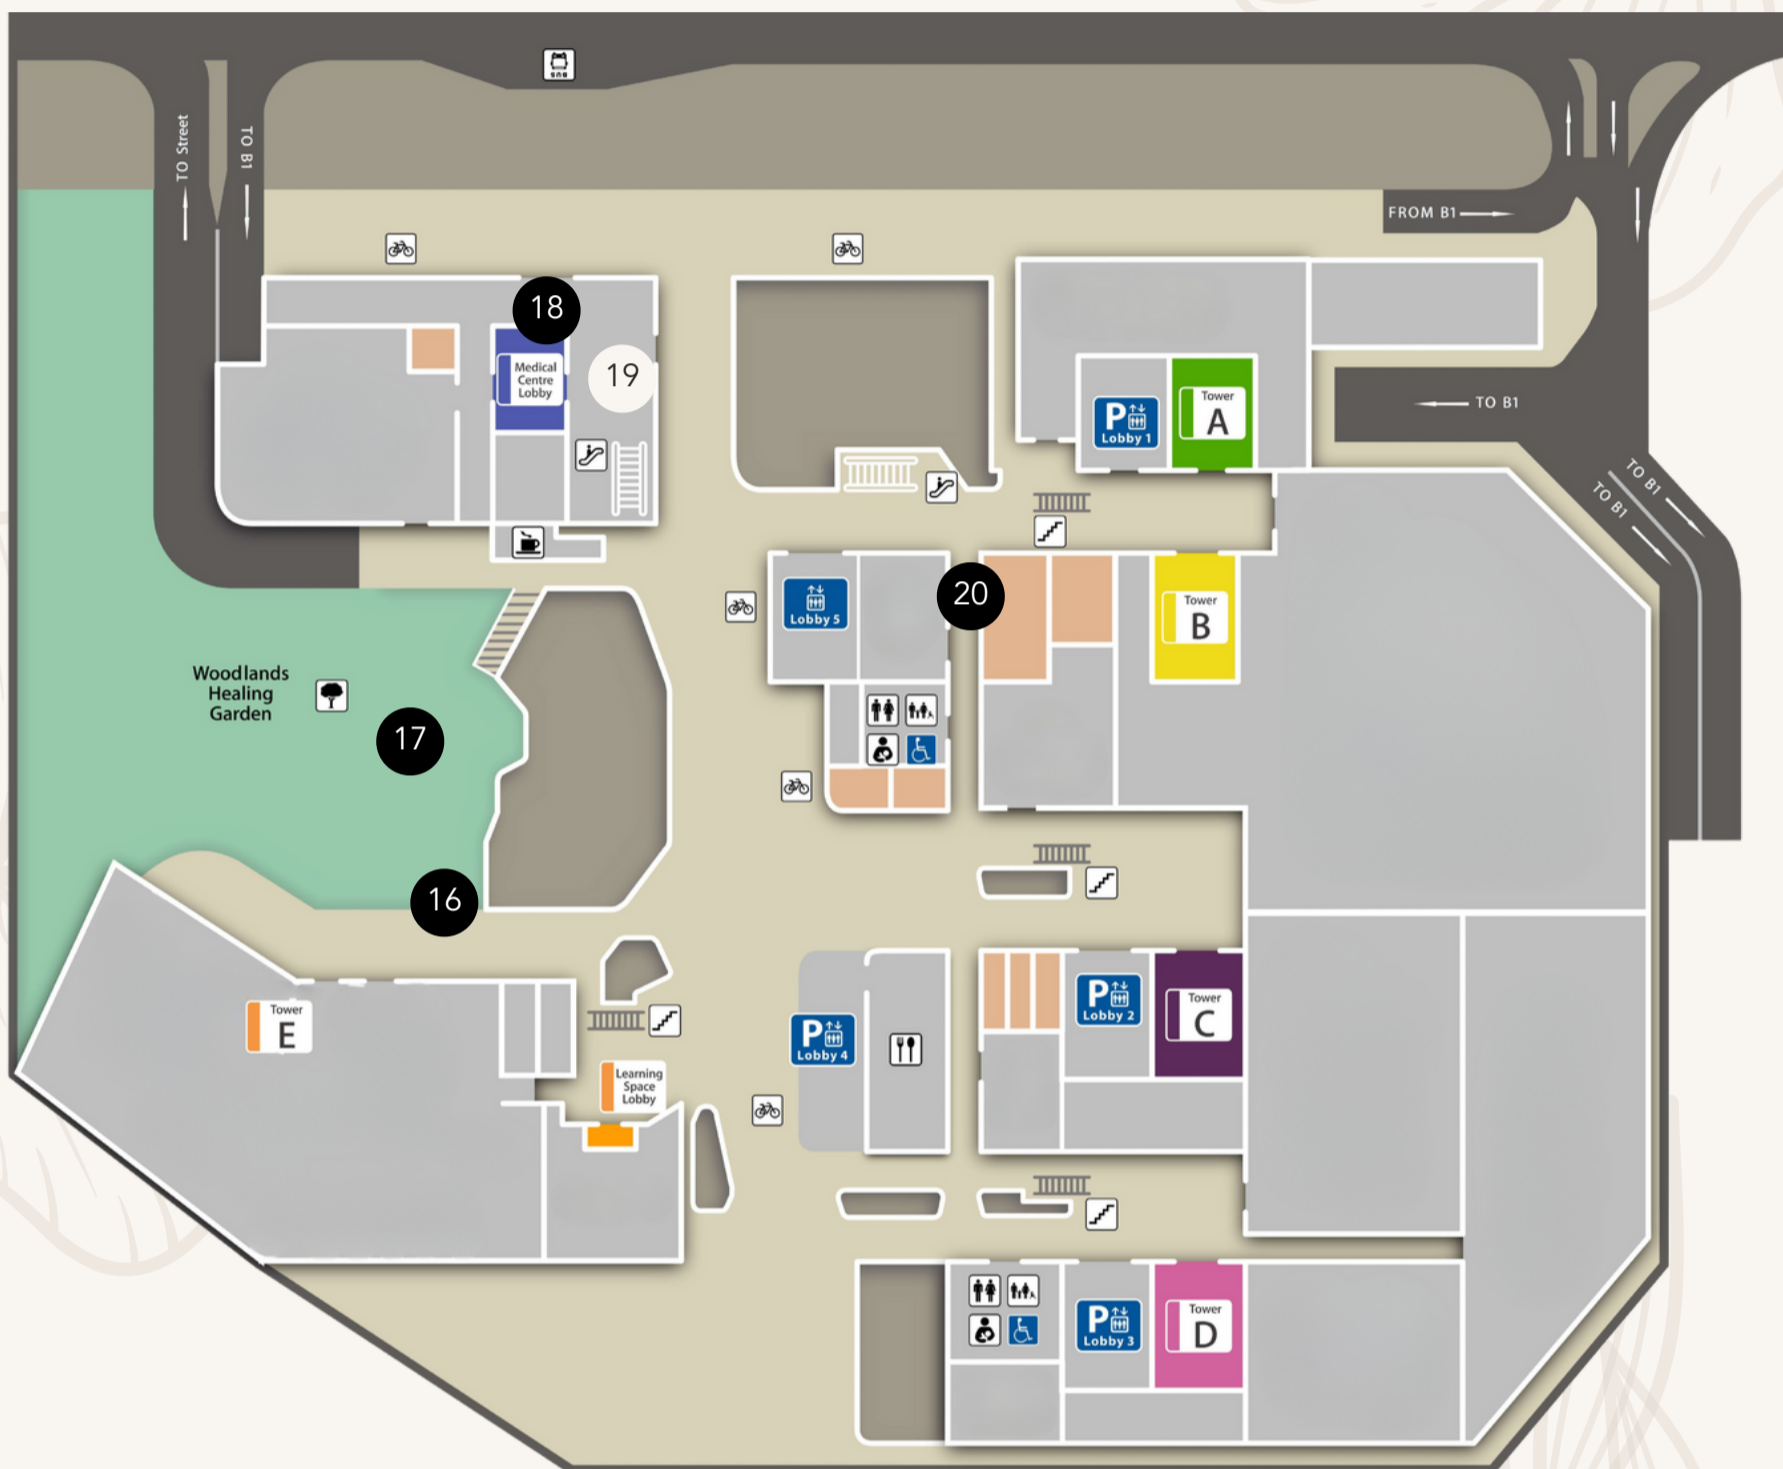 BUS
TO Street
TO B1
FROM B1
18
Medical
Centre
Lobby
19
P
Lobby 1
Tower
A
TO B1
TO B1
TO B1
Lobby 5
20
Tower
B
Woodlands
Healing
Garden
17
16
Tower
E
Learning
Space
Lobby
P
Lobby 4
P
Lobby 2
Tower
C
P
Lobby 3
Tower
D